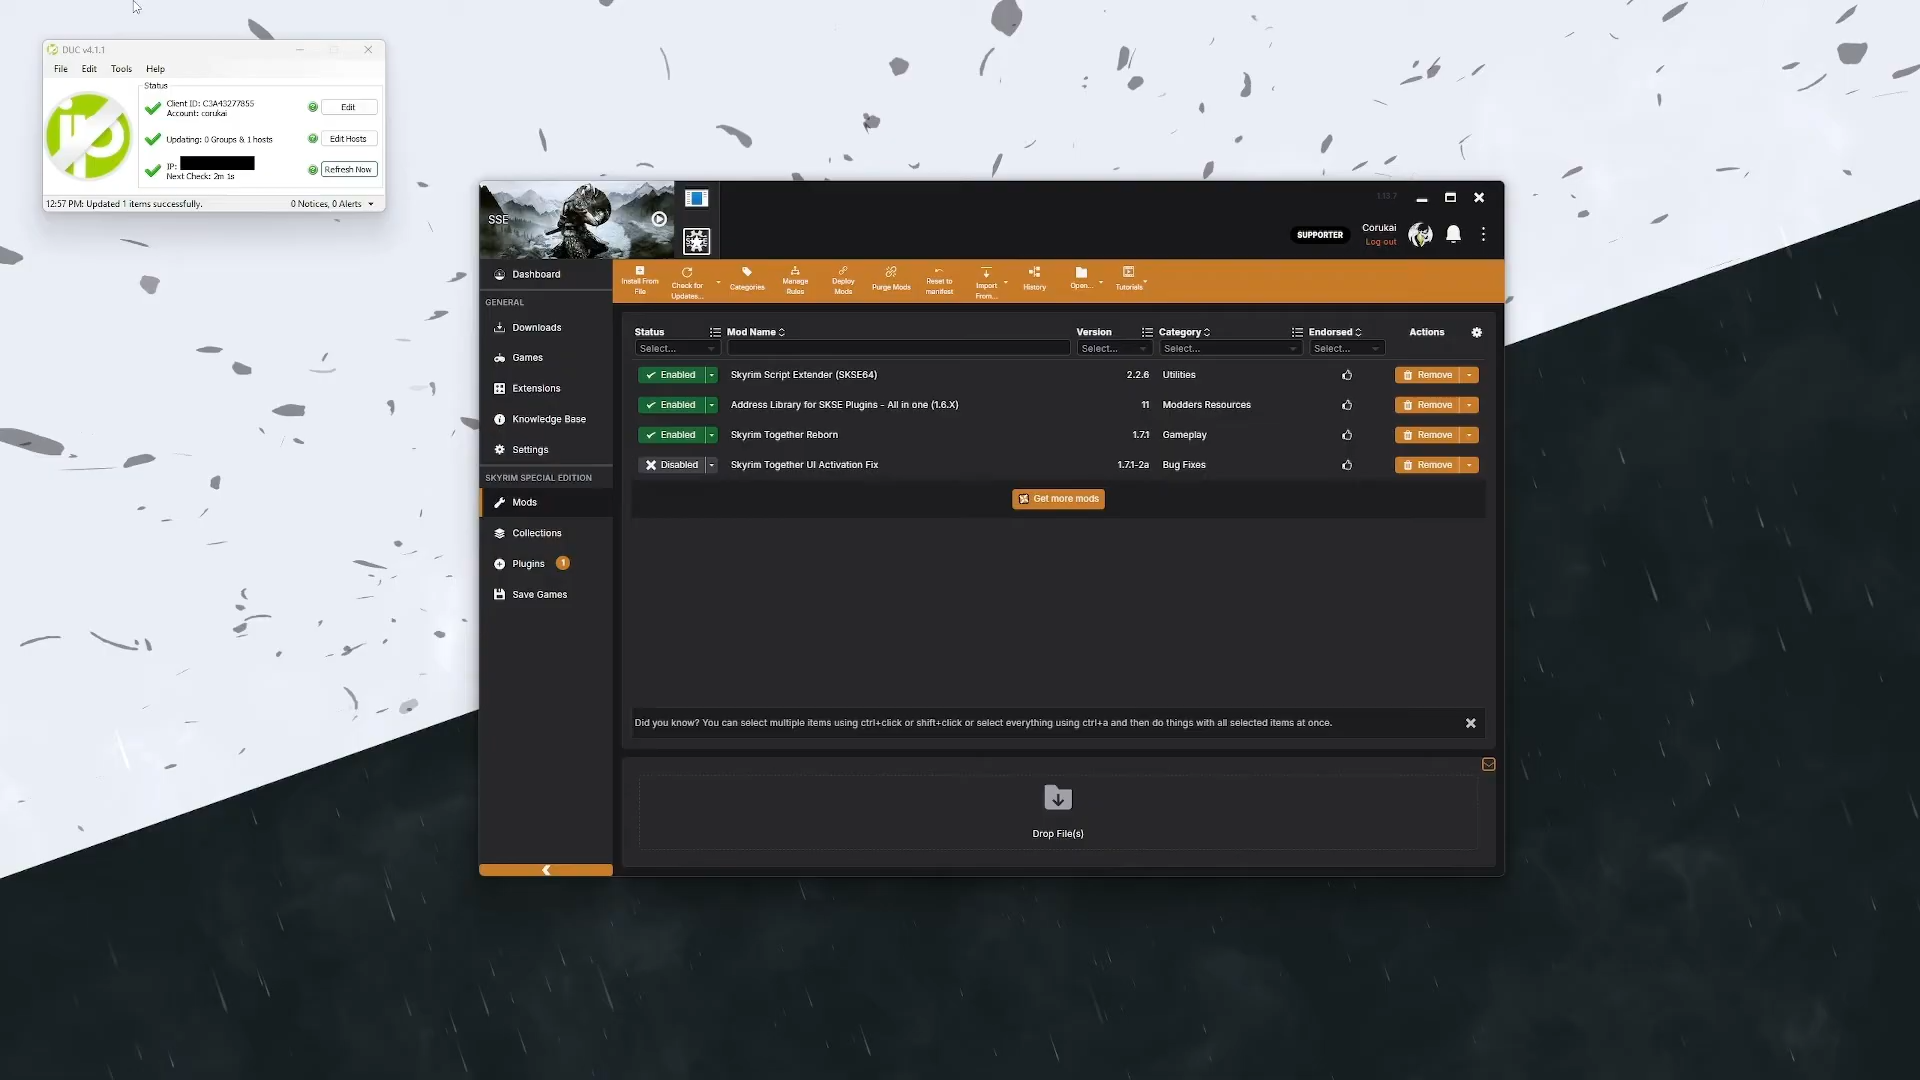 DUC v4.1.1
File Edit Tools Help
Status
Client ID: C3A43277855
Account: corukai
Edit
Updating: 0 Groups & 1 hosts
Edit Hosts
IP:
Next Check: 2m 1s
Refresh Now
12:57 PM: Updated 1 items successfully.
0 Notices, 0 Alerts
SSE
1.13.7
SUPPORTER
Corukai
Log out
Dashboard
GENERAL
Downloads
Games
Extensions
Knowledge Base
Settings
SKYRIM SPECIAL EDITION
Mods
Collections
Plugins 1
Save Games
Install From File
Check for Updates...
Categories
Manage Rules
Deploy Mods
Purge Mods
Reset to manifest
Import From...
History
Open...
Tutorials
Status Mod Name Version Category Endorsed Actions
Select... Select... Select... Select...
Enabled Skyrim Script Extender (SKSE64) 2.2.6 Utilities Remove
Enabled Address Library for SKSE Plugins - All in one (1.6.X) 11 Modders Resources Remove
Enabled Skyrim Together Reborn 1.7.1 Gameplay Remove
Disabled Skyrim Together UI Activation Fix 1.7.1-2a Bug Fixes Remove
Get more mods
Did you know? You can select multiple items using ctrl+click or shift+click or select everything using ctrl+a and then do things with all selected items at once.
Drop File(s)